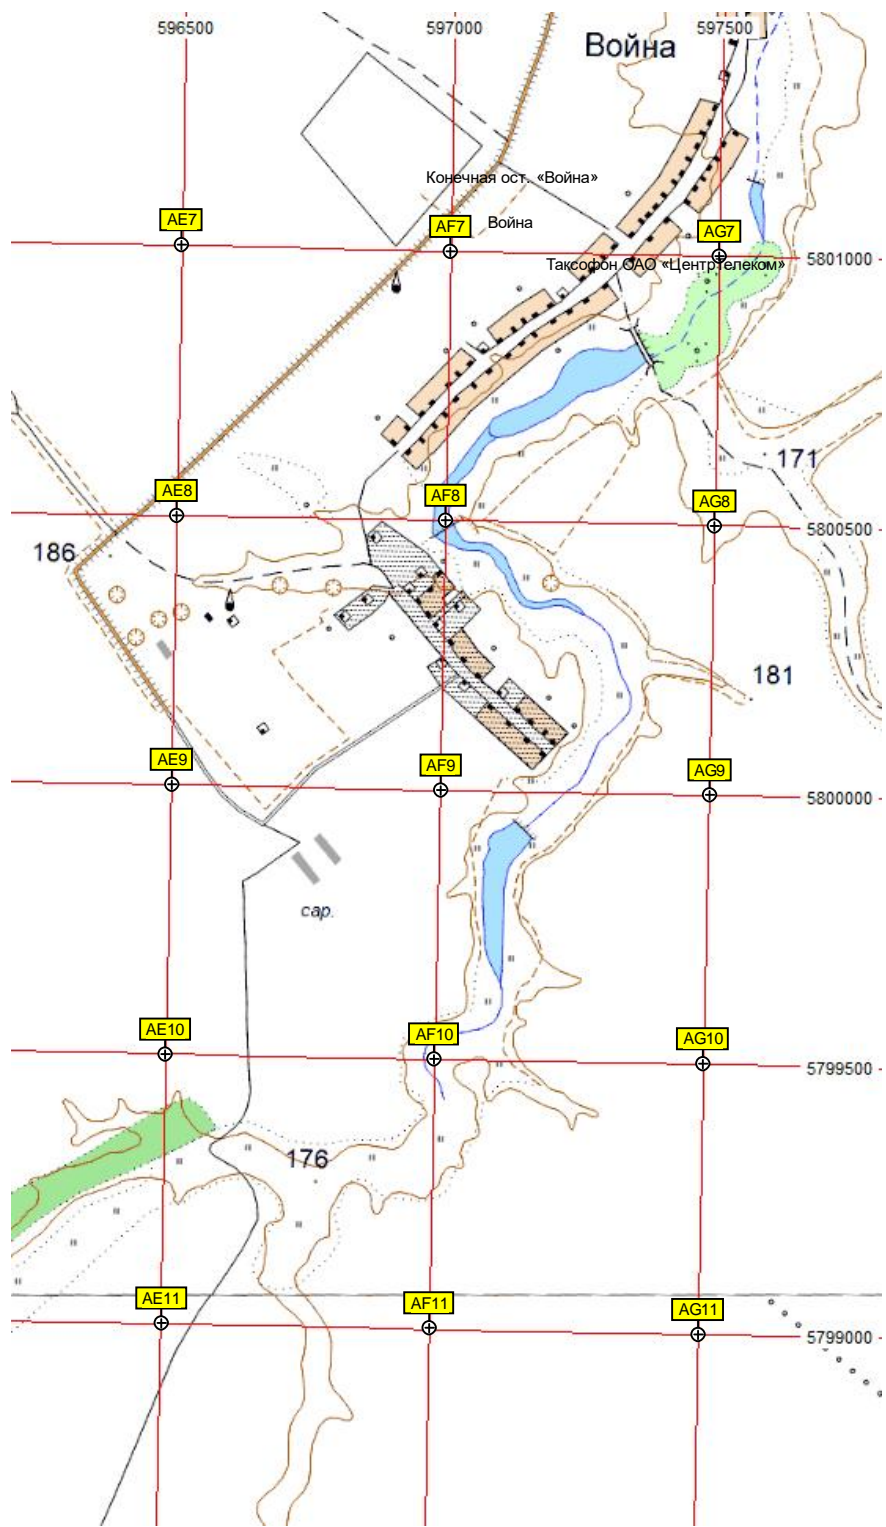 596500 597000 597500
Война
Конечная ост. «Война»
AE7 AF7 Война AG7
5801000
Таксофон ОАО «Центртелеком»
171
AE8 AF8 AG8
5800500
186
181
AE9 AF9 AG9
5800000
сар.
AE10 AF10 AG10
5799500
176
AE11 AF11 AG11
5799000